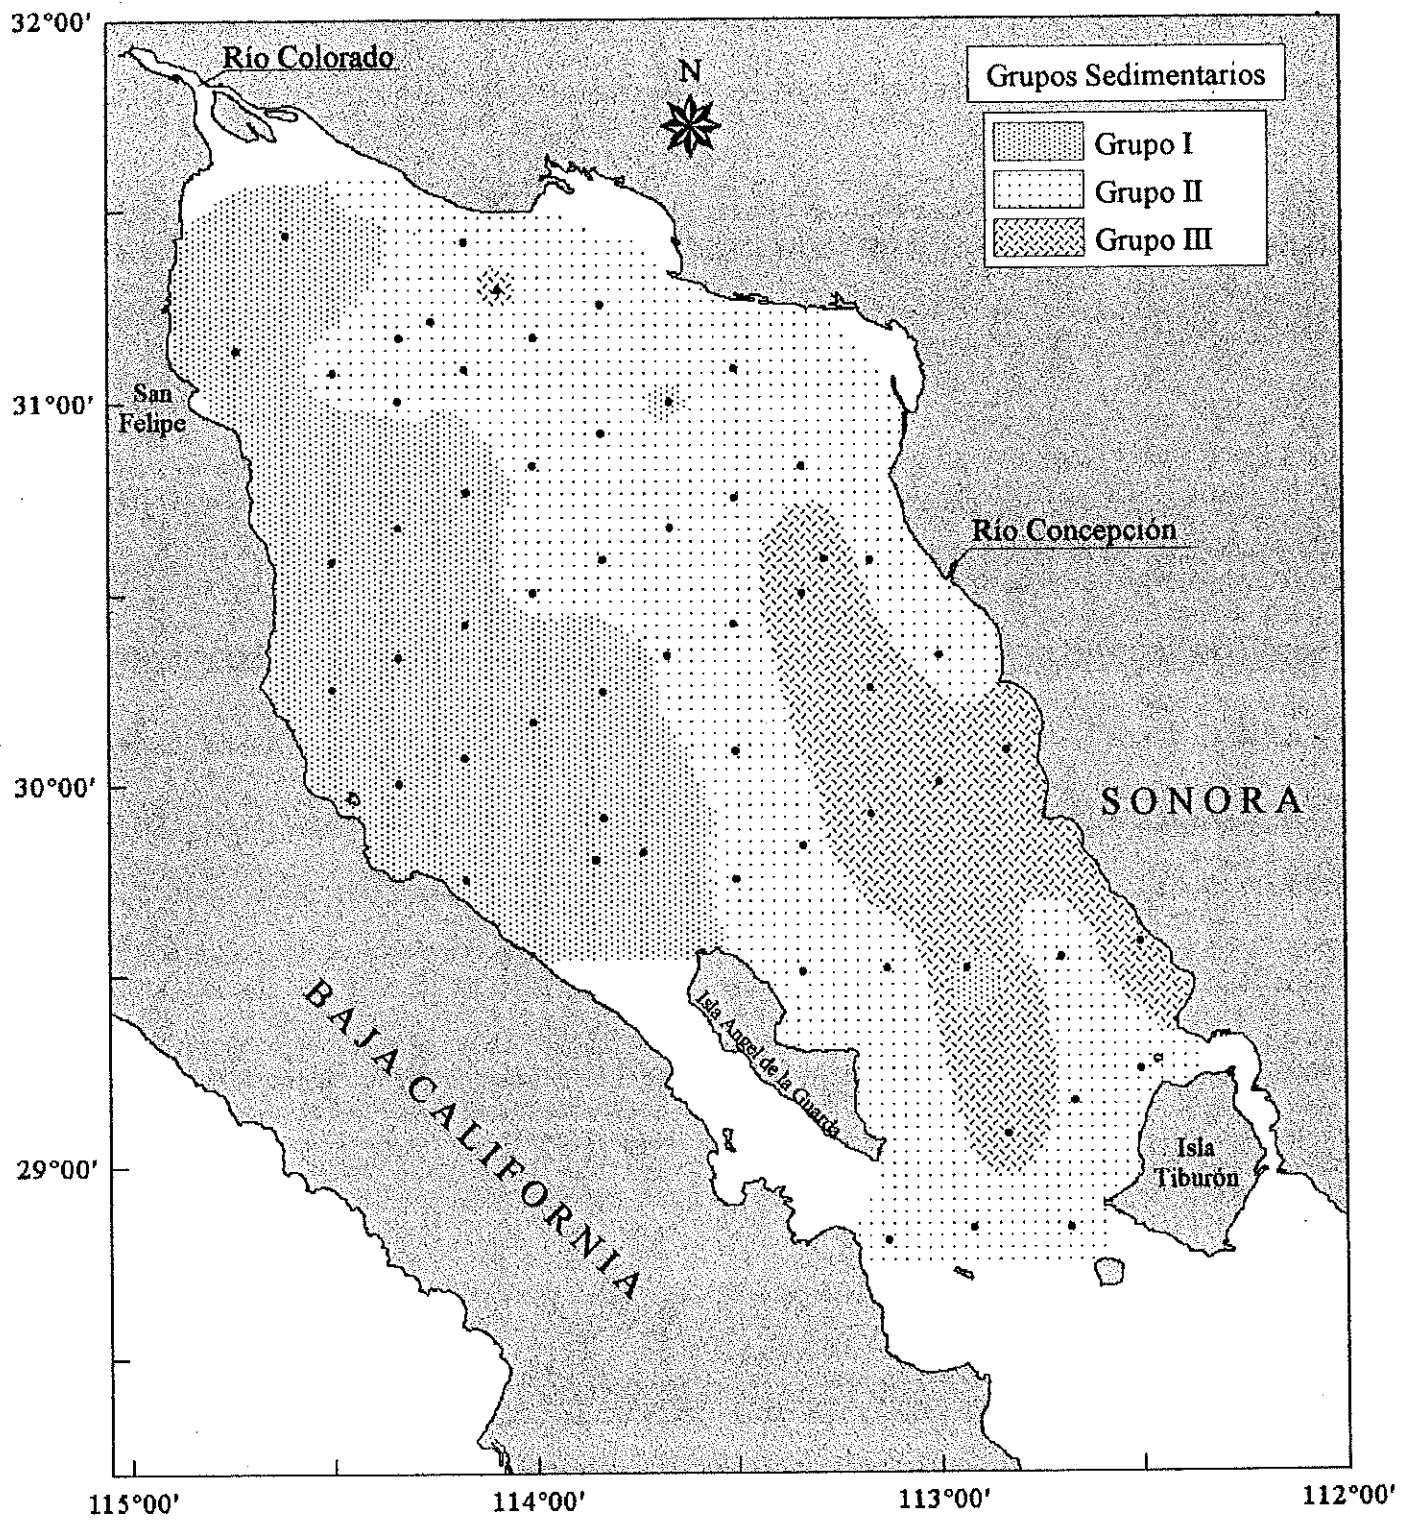 32°00'
Río Colorado
N
Grupos Sedimentarios
Grupo I
Grupo II
Grupo III
31°00'
San
Felipe
Río Concepción
30°00'
SONORA
BAJA CALIFORNIA
Isla Angel de la Guarda
29°00'
Isla
Tiburón
115°00'
114°00'
113°00'
112°00'